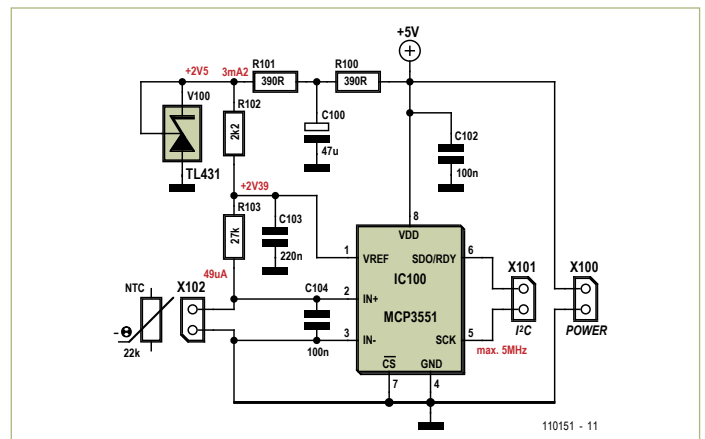 +5V
R101
R100
+2V5
3mA2
390R
390R
V100
R102
C100
C102
2k2
47u
100n
TL431
+2V39
R103
C103
8
27k
220n
VDD
1
VREF
SDO/RDY
6
X101
X100
49uA
IC100
NTC
X102
C104
2
IN+
MCP3551
I²C
POWER
-Θ
3
IN-
SCK
5
22k
100n
max. 5MHz
CS
GND
7
4
110151 - 11